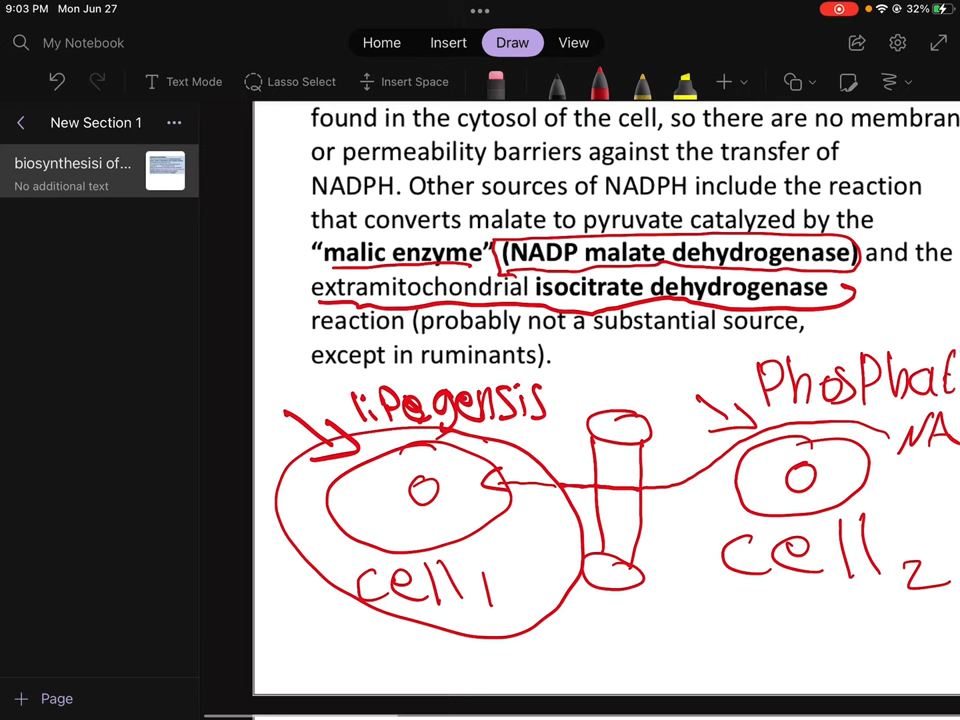 9:03 PM Mon Jun 27
32%
My Notebook
Home Insert Draw View
Text Mode Lasso Select Insert Space
New Section 1
biosynthesisi of...
No additional text
found in the cytosol of the cell, so there are no membran
or permeability barriers against the transfer of
NADPH. Other sources of NADPH include the reaction
that converts malate to pyruvate catalyzed by the
“malic enzyme” (NADP malate dehydrogenase) and the
extramitochondrial isocitrate dehydrogenase
reaction (probably not a substantial source,
except in ruminants).
lipogensis
Phosphat
NA
cell 1
cell 2
Page